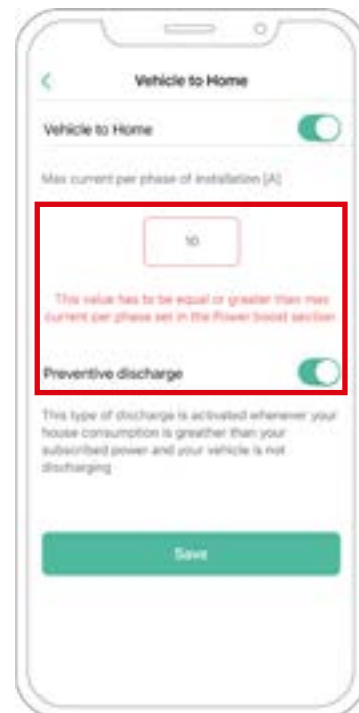 Vehicle to Home
Vehicle to Home
Max current per phase of installation [A]
10
This value has to be equal or greater than max
current per phase set in the Power boost section
Preventive discharge
This type of discharge is activated whenever your
house consumption is greather than your
subscribed power and your vehicle is not
discharging
Save